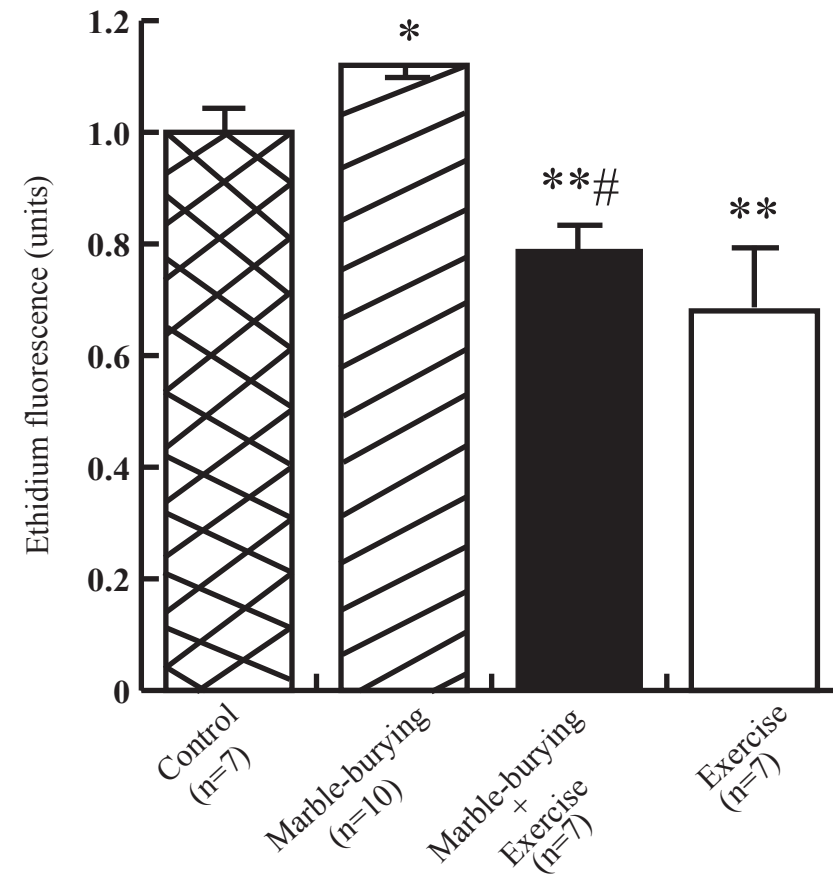 Ethidium fluorescence (units)
1.2
1.0
0.8
0.6
0.4
0.2
0
*
**#
**
Control
(n=7)
Marble-burying
(n=10)
Marble-burying
+
Exercise
(n=7)
Exercise
(n=7)